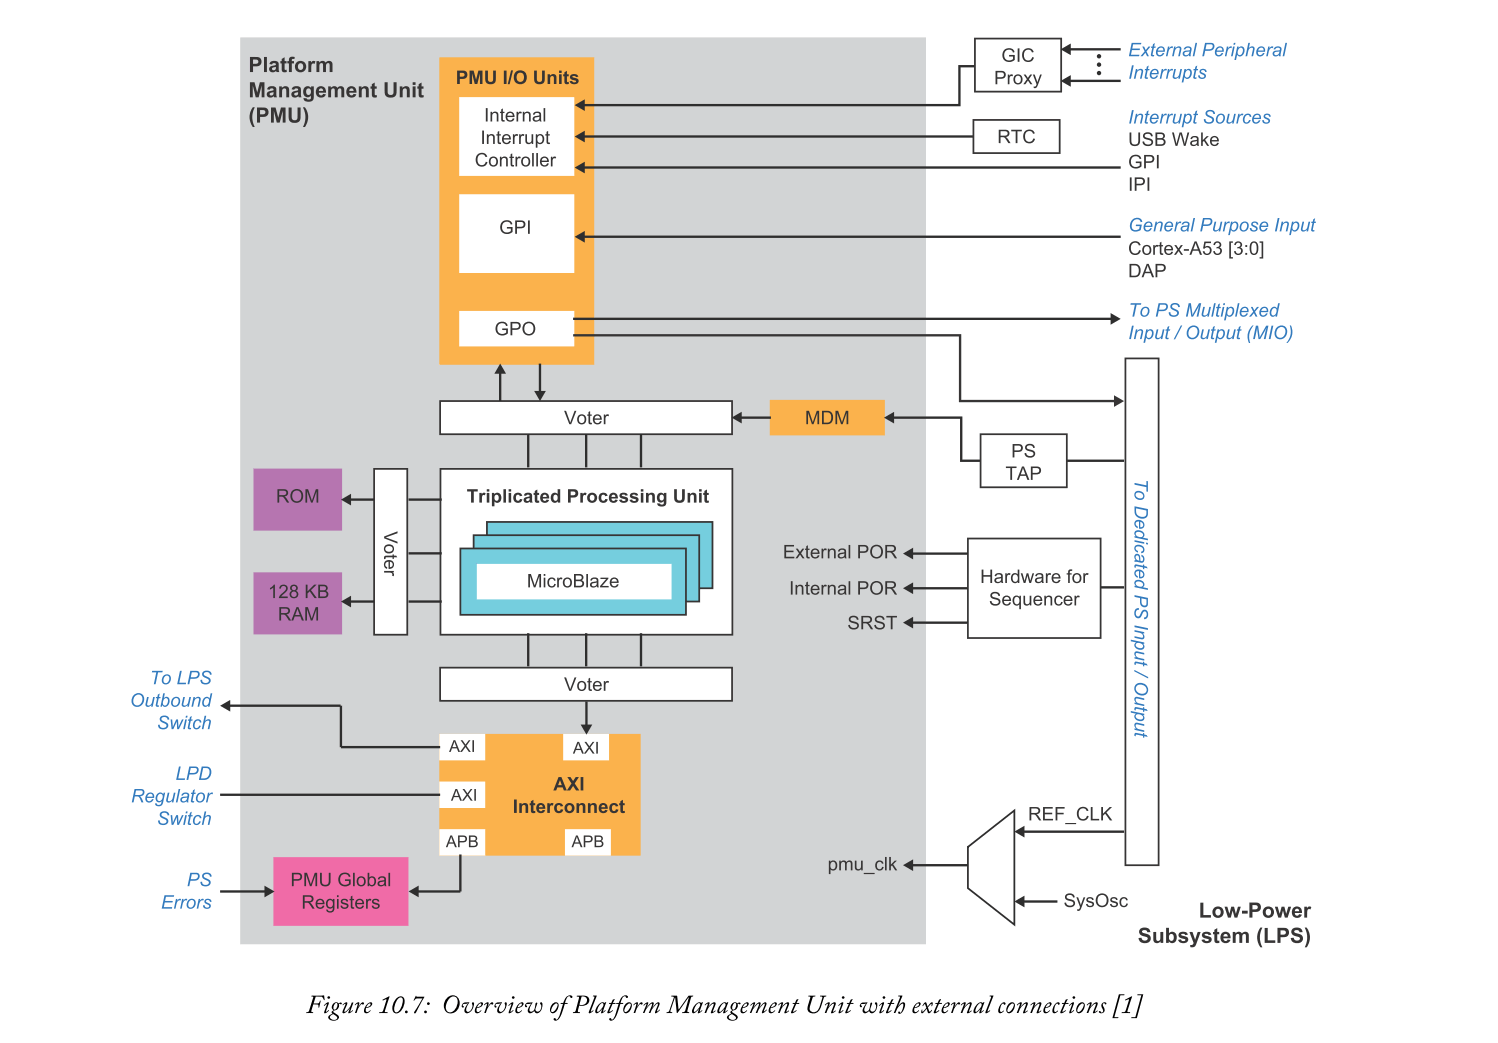 Platform
Management Unit
(PMU)
PMU I/O Units
Internal
Interrupt
Controller
GPI
GPO
GIC
Proxy
External Peripheral
Interrupts
RTC
Interrupt Sources
USB Wake
GPI
IPI
General Purpose Input
Cortex-A53 [3:0]
DAP
To PS Multiplexed
Input / Output (MIO)
Voter
MDM
PS
TAP
ROM
128 KB
RAM
Voter
Triplicated Processing Unit
MicroBlaze
External POR
Internal POR
SRST
Hardware for
Sequencer
To Dedicated PS Input / Output
Voter
To LPS
Outbound
Switch
LPD
Regulator
Switch
AXI
AXI
AXI
AXI
Interconnect
APB
APB
PS
Errors
PMU Global
Registers
REF_CLK
pmu_clk
SysOsc
Low-Power
Subsystem (LPS)
Figure 10.7: Overview of Platform Management Unit with external connections [1]